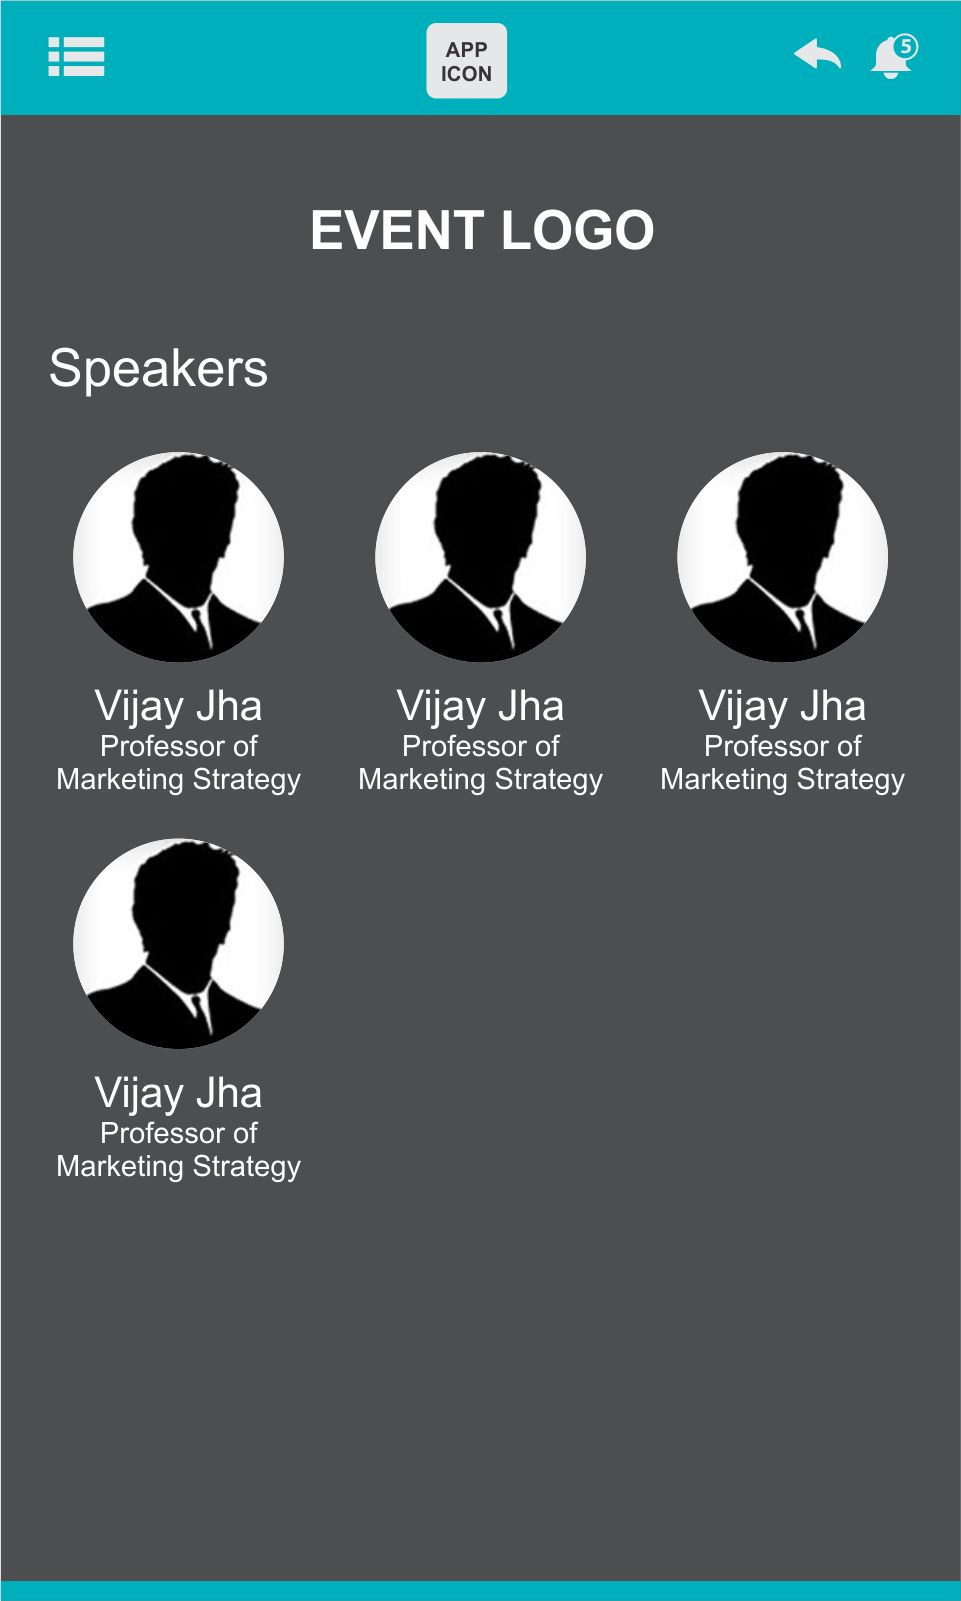 APP
ICON
5
EVENT LOGO
Speakers
Vijay Jha
Professor of
Marketing Strategy
Vijay Jha
Professor of
Marketing Strategy
Vijay Jha
Professor of
Marketing Strategy
Vijay Jha
Professor of
Marketing Strategy